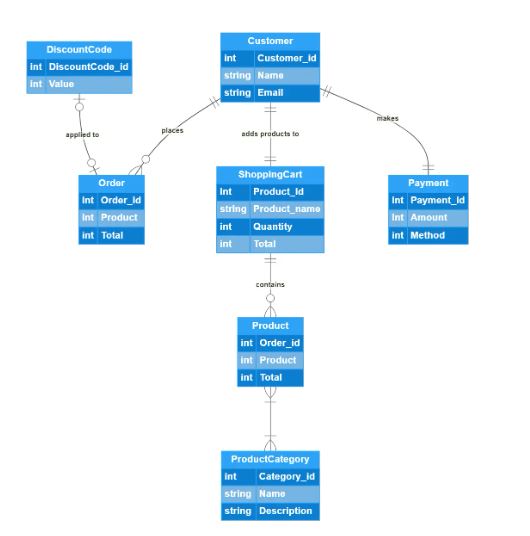 DiscountCode
int DiscountCode_id
int Value
Customer
int Customer_id
string Name
string Email
applied to
places
adds products to
makes
Order
int Order_id
int Product
int Total
ShoppingCart
int Product_id
string Product_name
int Quantity
int Total
Payment
int Payment_id
int Amount
int Method
contains
Product
int Order_id
int Product
int Total
ProductCategory
int Category_id
string Name
string Description